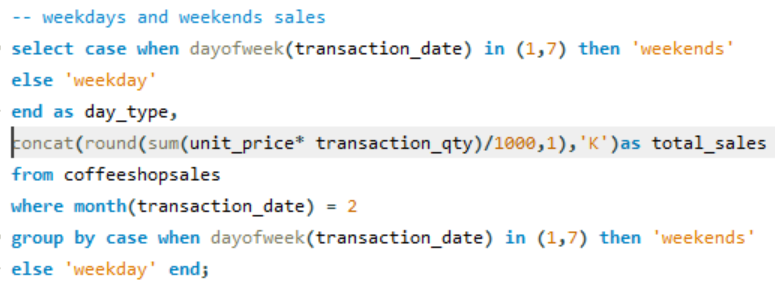 -- weekdays and weekends sales
select case when dayofweek(transaction_date) in (1,7) then 'weekends'
else 'weekday'
end as day_type,
concat(round(sum(unit_price* transaction_qty)/1000,1),'K')as total_sales
from coffeeshopsales
where month(transaction_date) = 2
group by case when dayofweek(transaction_date) in (1,7) then 'weekends'
else 'weekday' end;